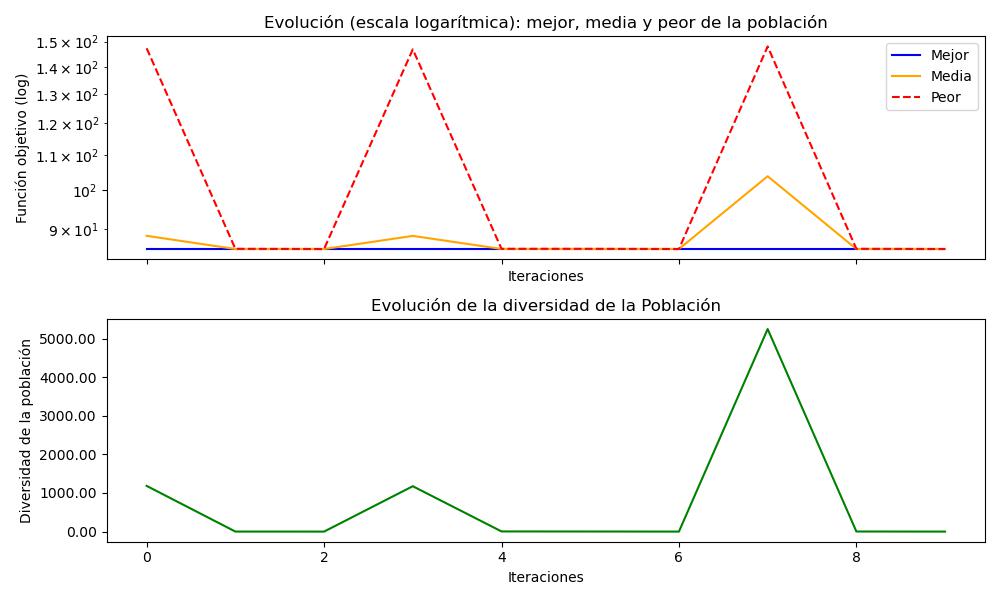 Evolución (escala logarítmica): mejor, media y peor de la población
Función objetivo (log)
1.5 × 10²
1.4 × 10²
1.3 × 10²
1.2 × 10²
1.1 × 10²
10²
9 × 10¹
Mejor
Media
Peor
Iteraciones
Evolución de la diversidad de la Población
Diversidad de la población
5000.00
4000.00
3000.00
2000.00
1000.00
0.00
0 2 4 6 8
Iteraciones